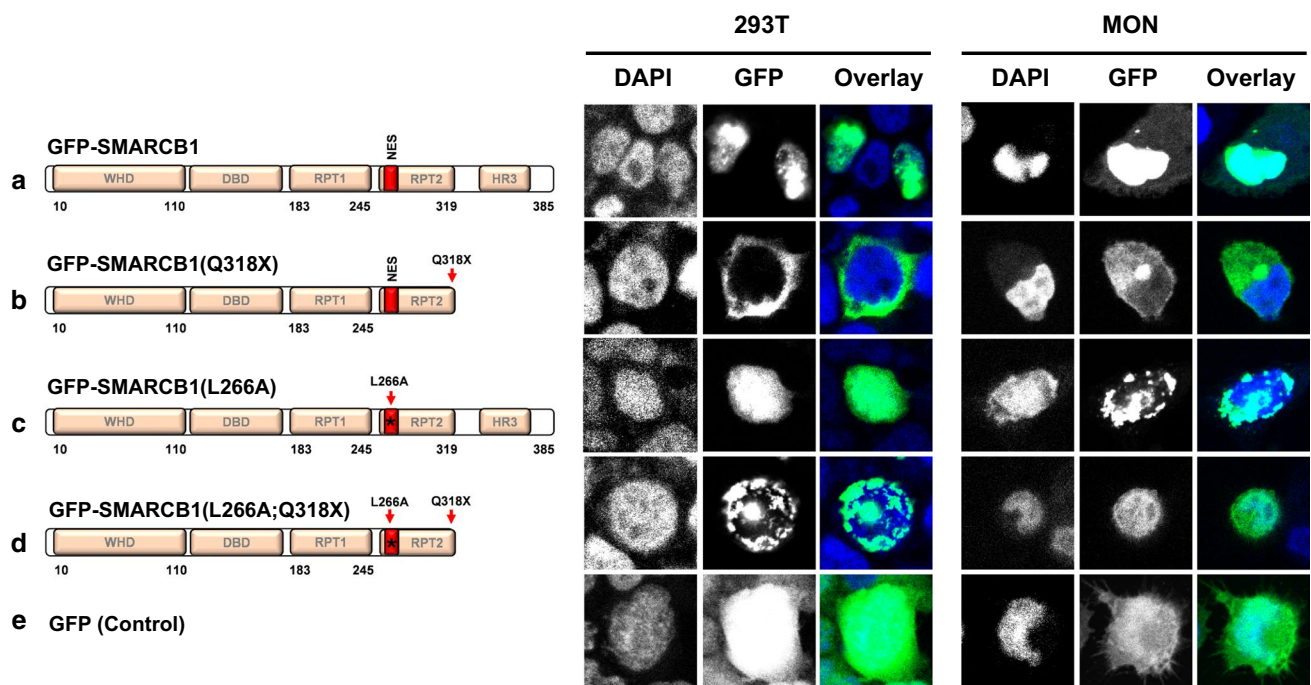 293T MON
DAPI GFP Overlay DAPI GFP Overlay
GFP-SMARCB1
NES
a WHD DBD RPT1 RPT2 HR3
10 110 183 245 319 385
GFP-SMARCB1(Q318X)
NES Q318X
b WHD DBD RPT1 RPT2
10 110 183 245
GFP-SMARCB1(L266A)
L266A
c WHD DBD RPT1 * RPT2 HR3
10 110 183 245 319 385
GFP-SMARCB1(L266A;Q318X)
L266A Q318X
d WHD DBD RPT1 * RPT2
10 110 183 245
e GFP (Control)